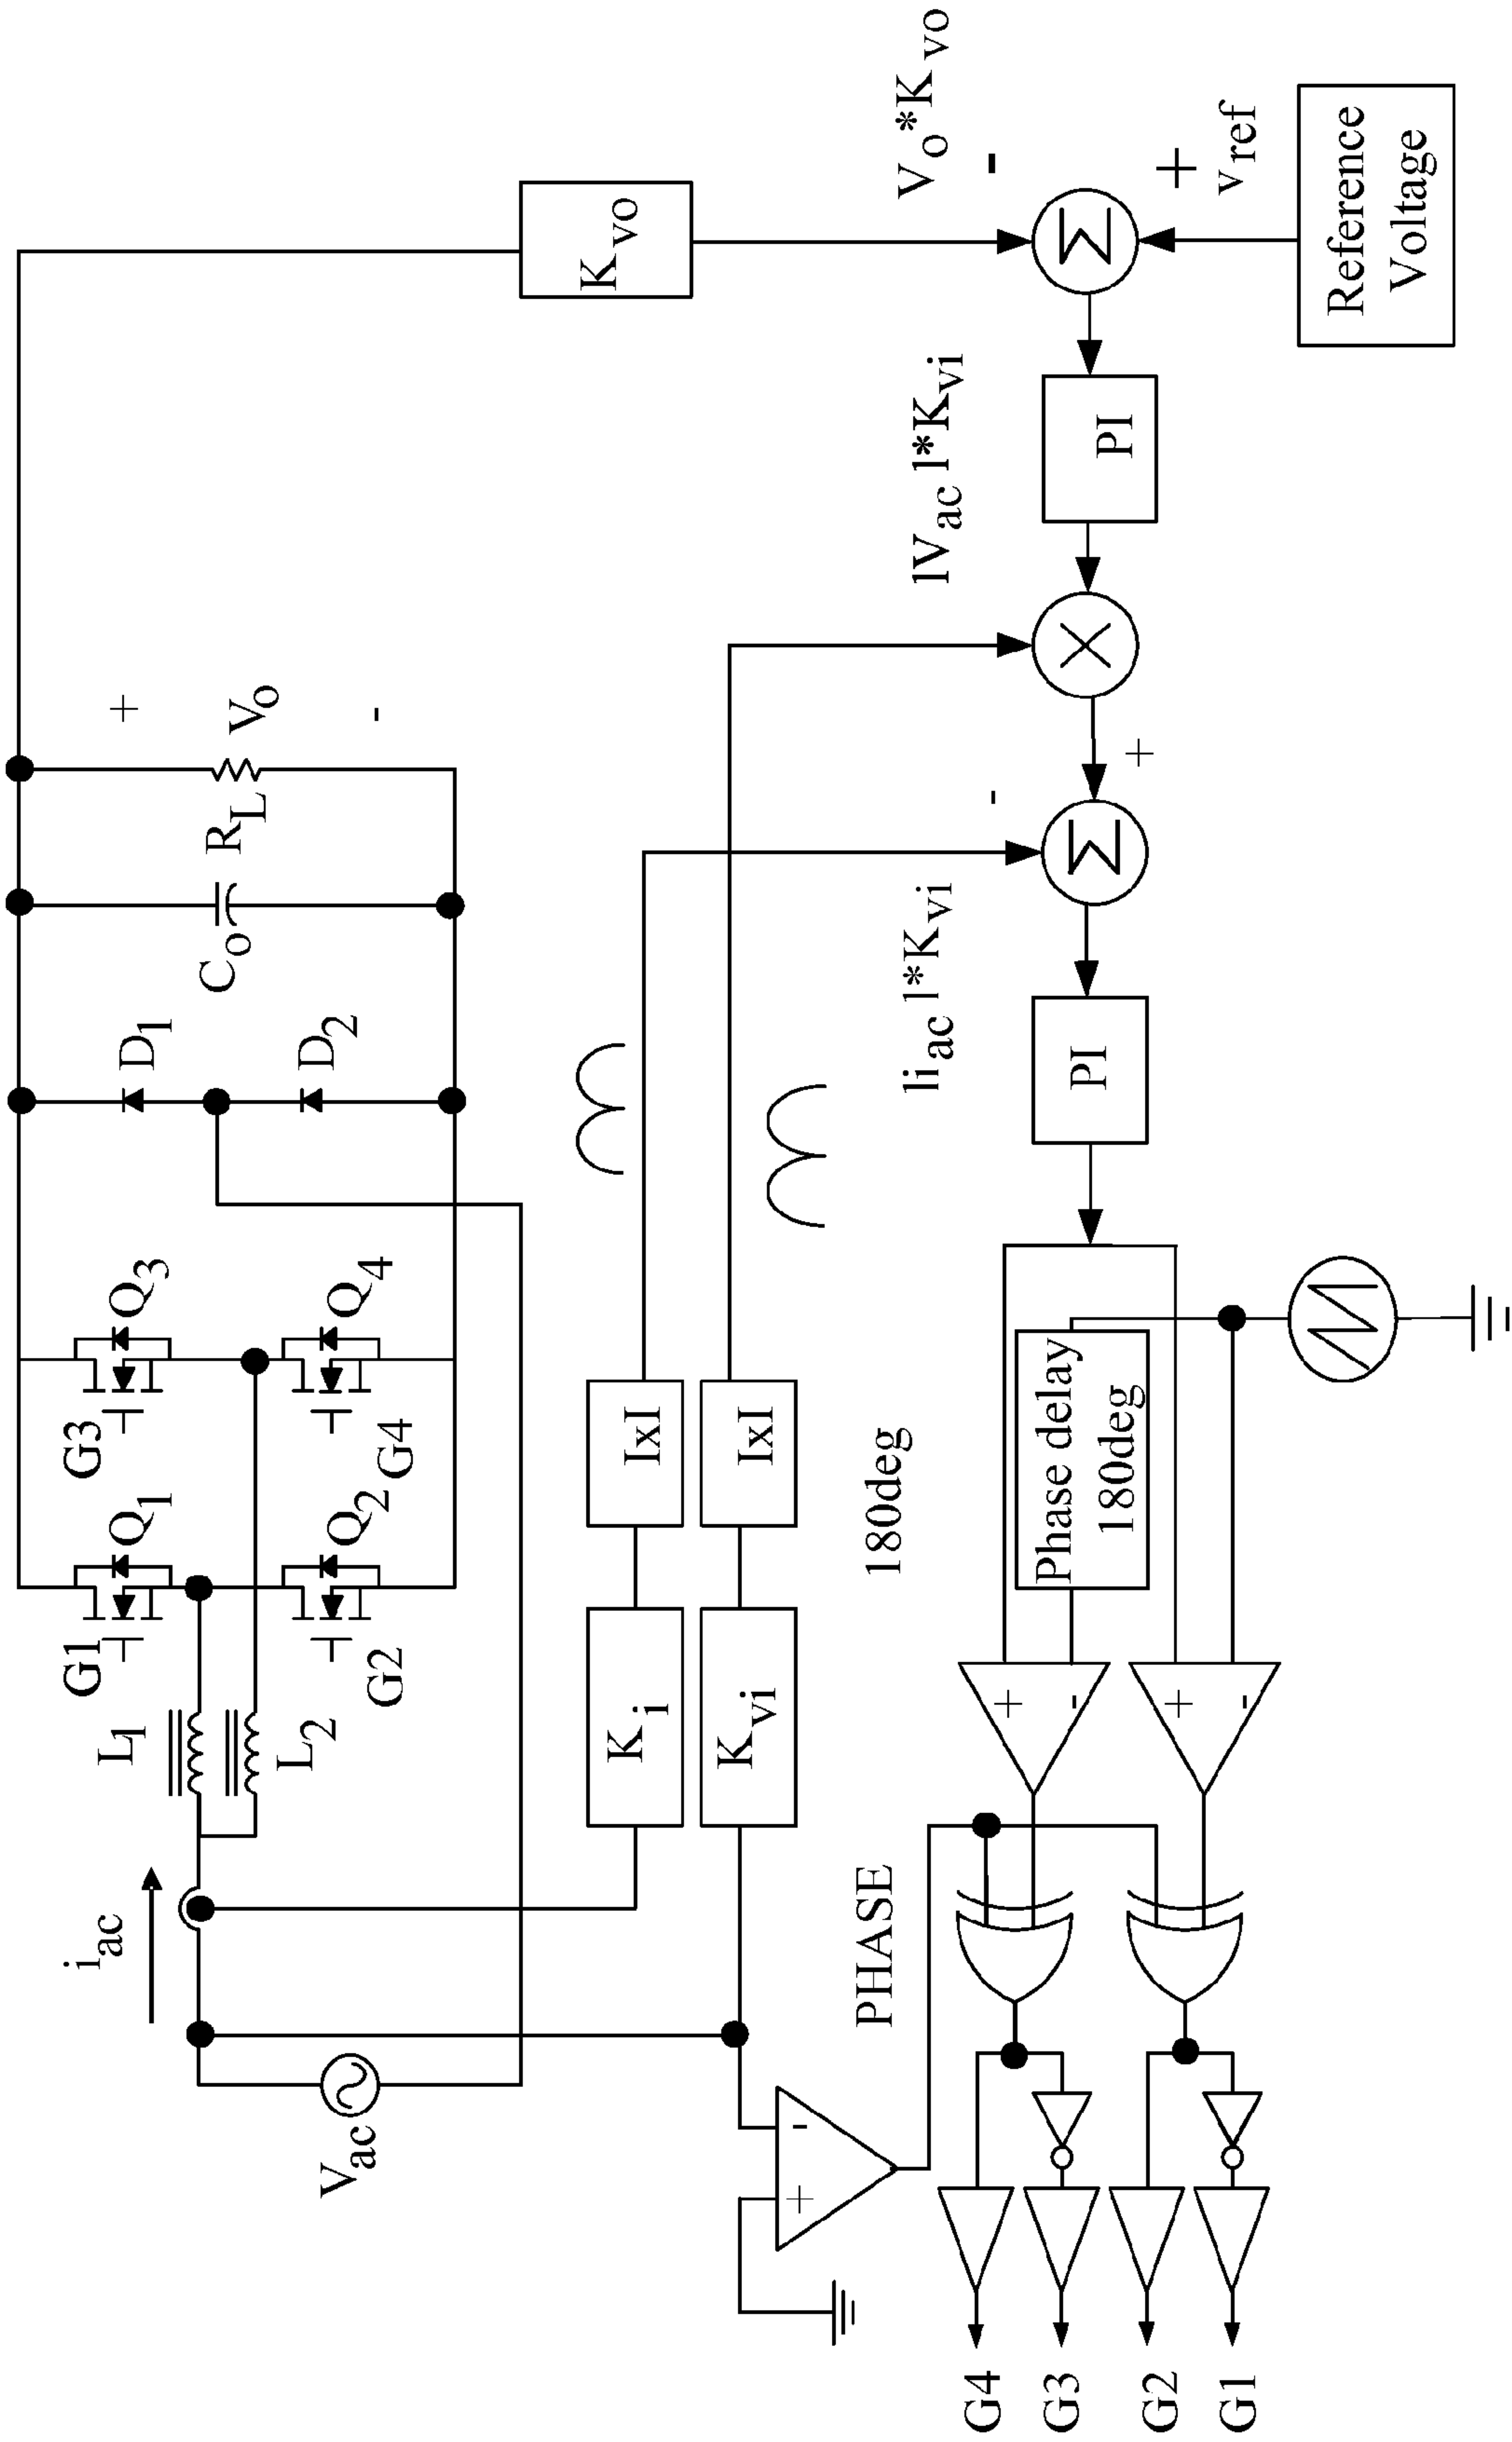 G1
Q1
G3
Q3
D1
+
iac
L1
Co
RL
Vo
L2
G2
Q2
G4
Q4
D2
-
Vac
Ki
IxI
Kvi
IxI
Kvo
+
-
PHASE
180deg
liac l*Kvi
lVac l*Kvi
Vo*Kvo
-
-
G4
+
-
Phase delay
180deg
PI
Σ
X
PI
Σ
G3
+
+
vref
G2
+
-
G1
Reference
Voltage